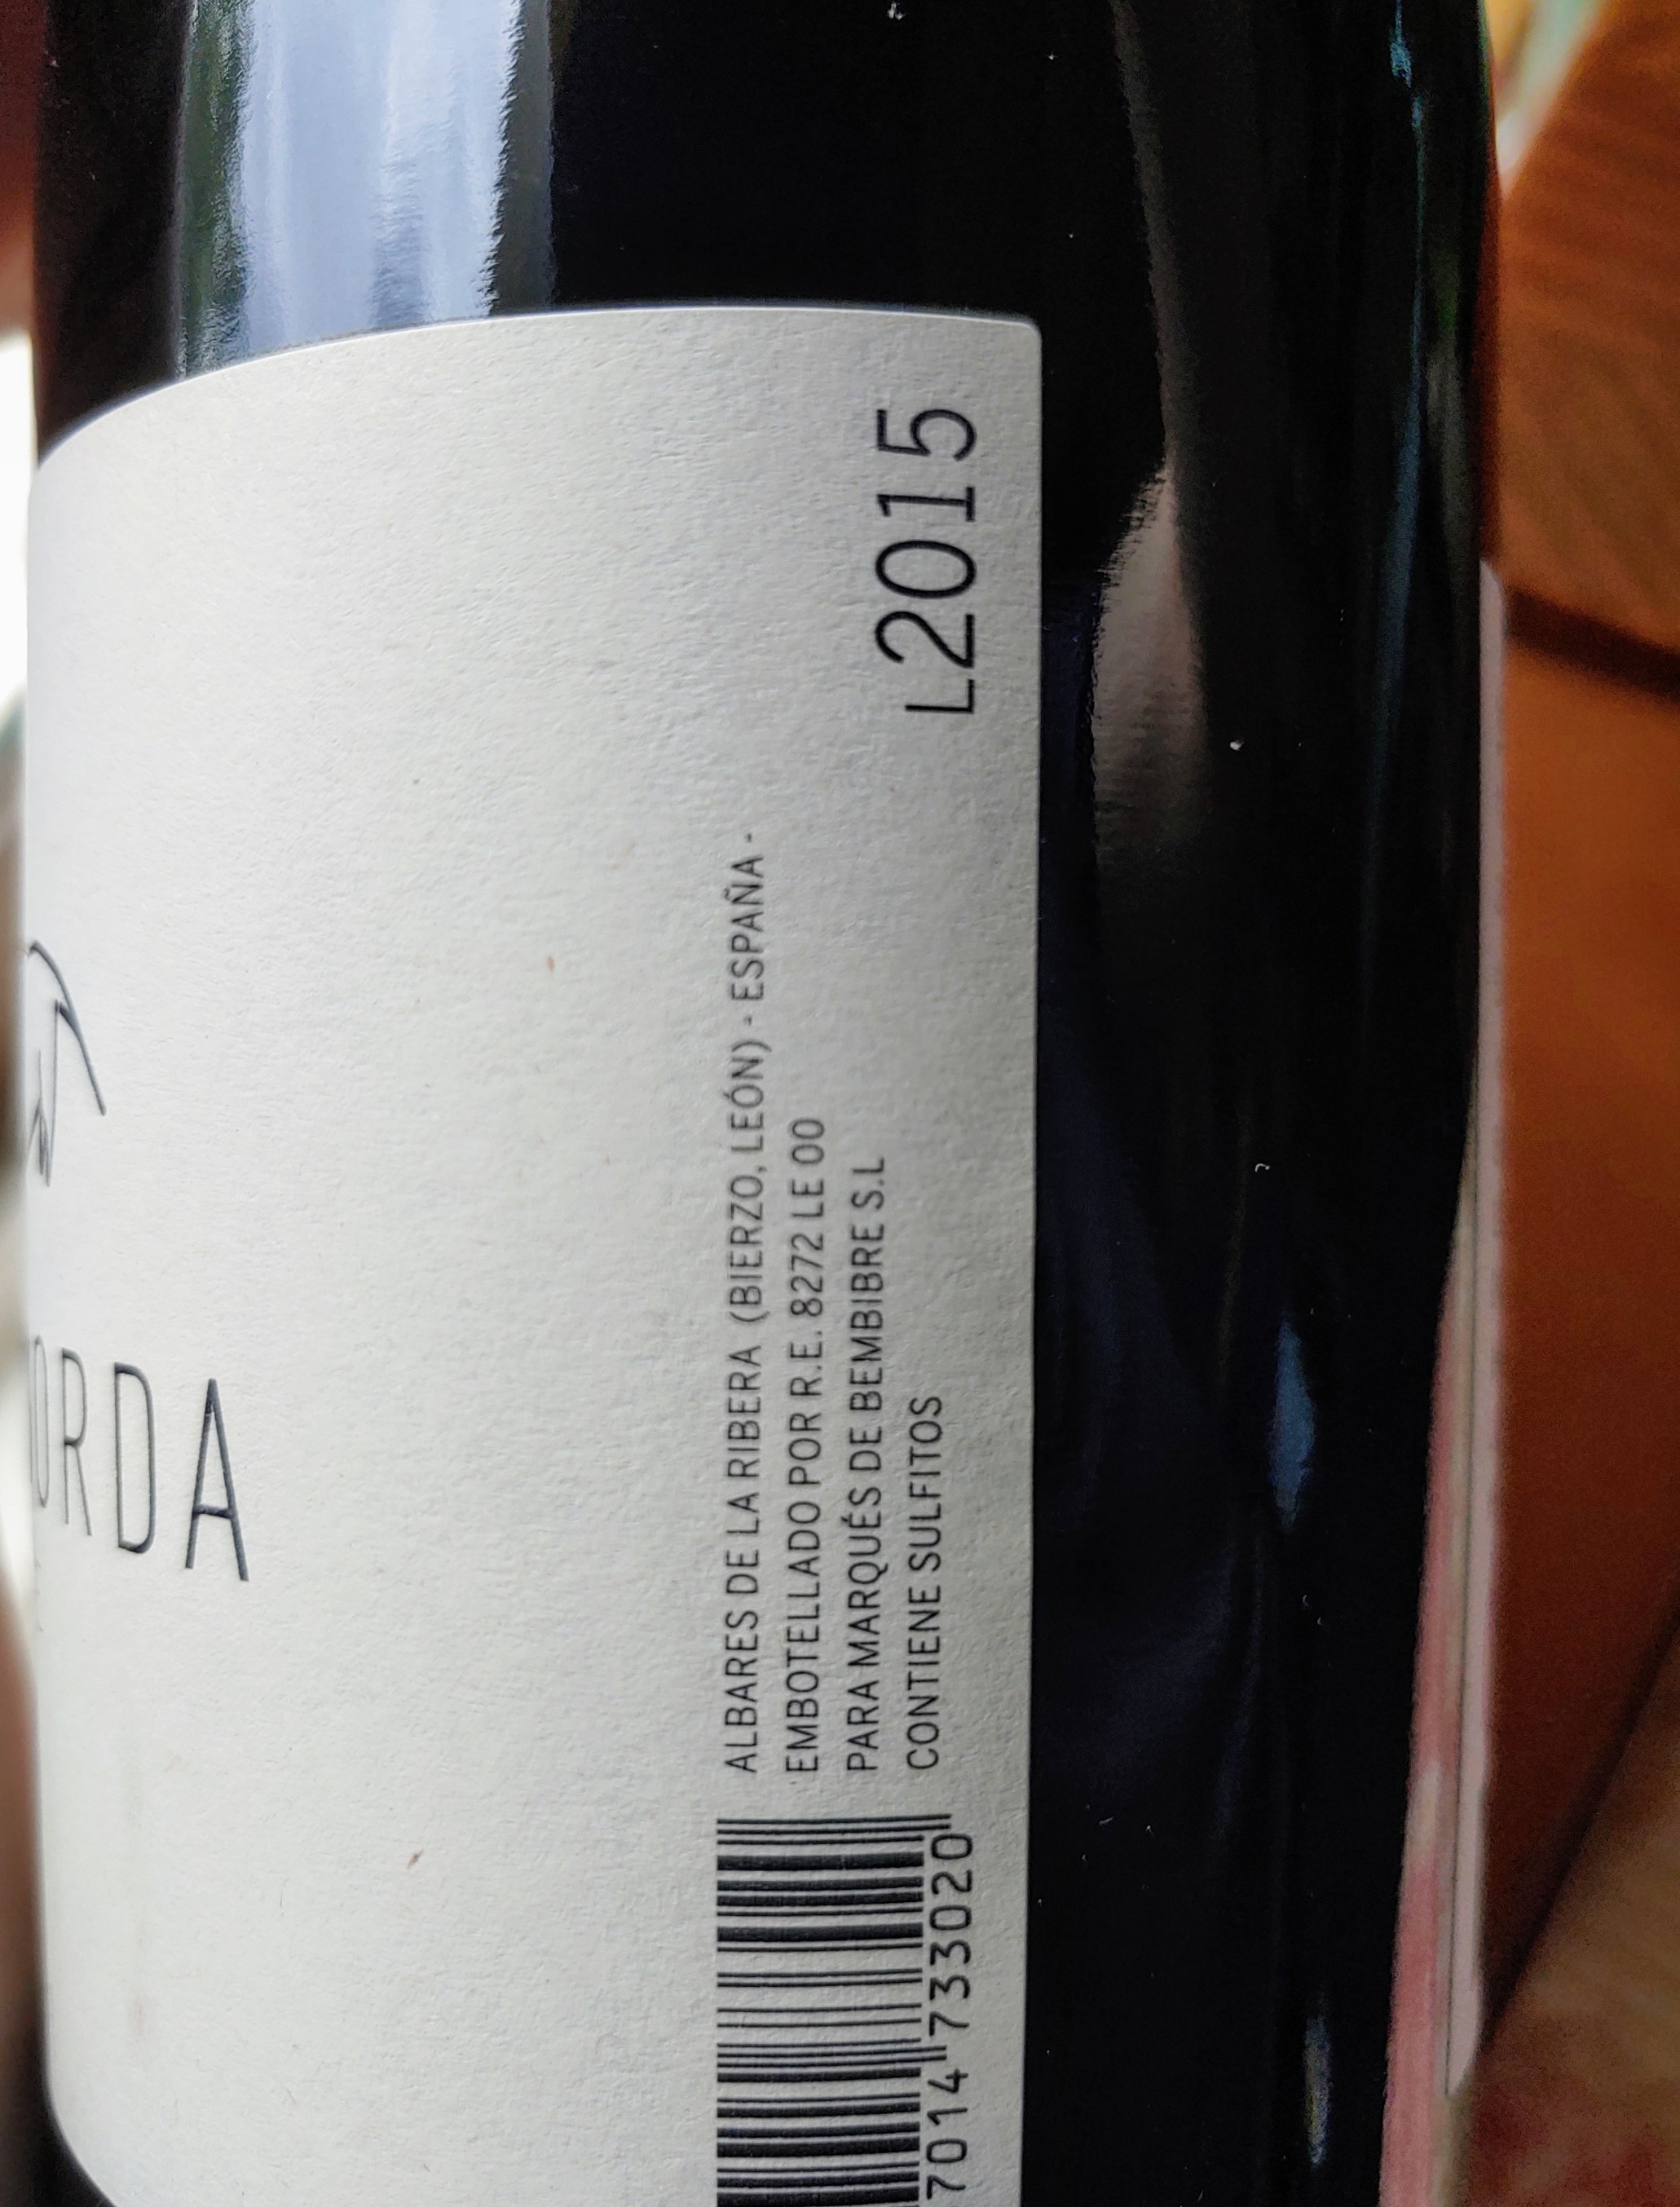 ORDA
ALBARES DE LA RIBERA (BIERZO, LEÓN) - ESPAÑA -
EMBOTELLADO POR R.E. 8272 LE 00
PARA MARQUÉS DE BEMBIBRE S.L
CONTIENE SULFITOS
L2015
7014 733020